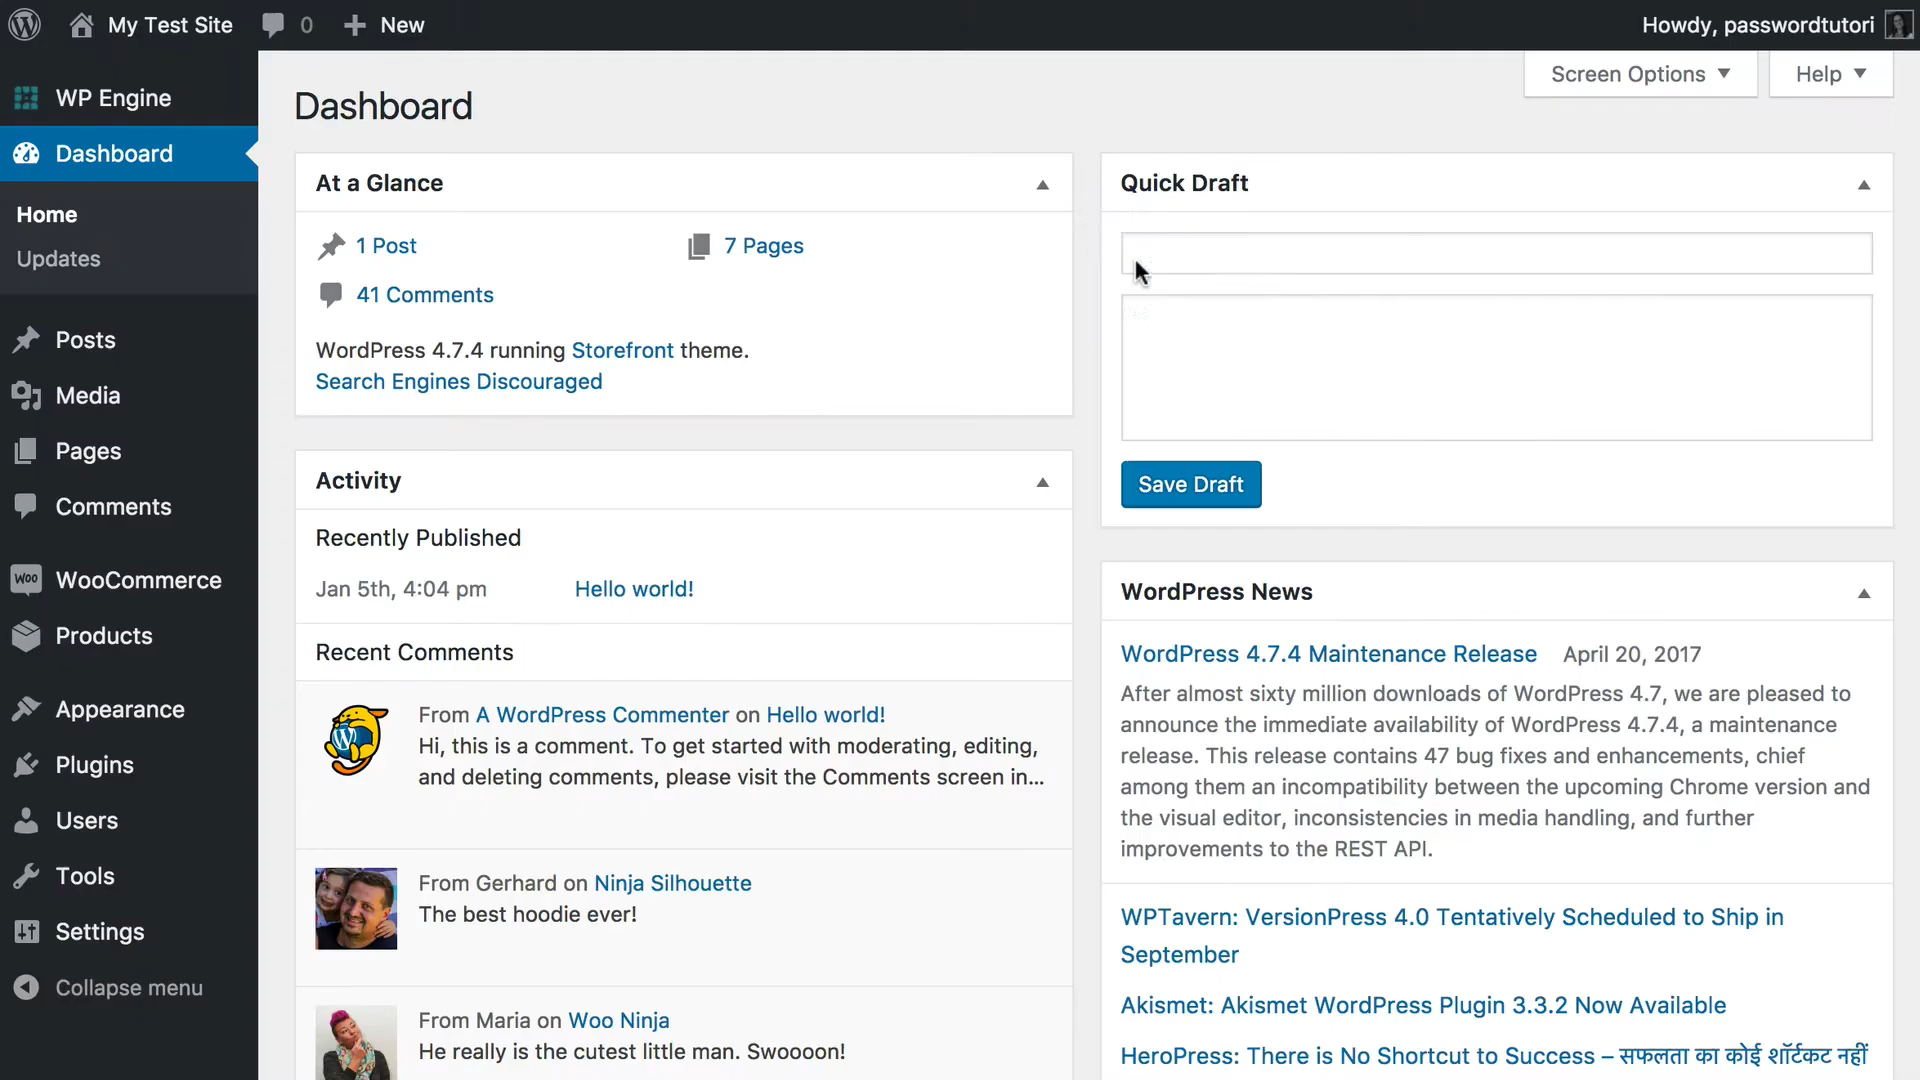 My Test Site 0 New
Howdy, passwordtutori
WP Engine
Dashboard
Home
Updates
Posts
Media
Pages
Comments
Woo WooCommerce
Products
Appearance
Plugins
Users
Tools
Settings
Collapse menu
Screen Options Help
Dashboard
At a Glance
1 Post 7 Pages
41 Comments
WordPress 4.7.4 running Storefront theme.
Search Engines Discouraged
Activity
Recently Published
Jan 5th, 4:04 pm Hello world!
Recent Comments
From A WordPress Commenter on Hello world!
Hi, this is a comment. To get started with moderating, editing,
and deleting comments, please visit the Comments screen in...
From Gerhard on Ninja Silhouette
The best hoodie ever!
From Maria on Woo Ninja
He really is the cutest little man. Swoooon!
Quick Draft
Save Draft
WordPress News
WordPress 4.7.4 Maintenance Release April 20, 2017
After almost sixty million downloads of WordPress 4.7, we are pleased to
announce the immediate availability of WordPress 4.7.4, a maintenance
release. This release contains 47 bug fixes and enhancements, chief
among them an incompatibility between the upcoming Chrome version and
the visual editor, inconsistencies in media handling, and further
improvements to the REST API.
WPTavern: VersionPress 4.0 Tentatively Scheduled to Ship in
September
Akismet: Akismet WordPress Plugin 3.3.2 Now Available
HeroPress: There is No Shortcut to Success – सफलता का कोई शॉर्टकट नहीं